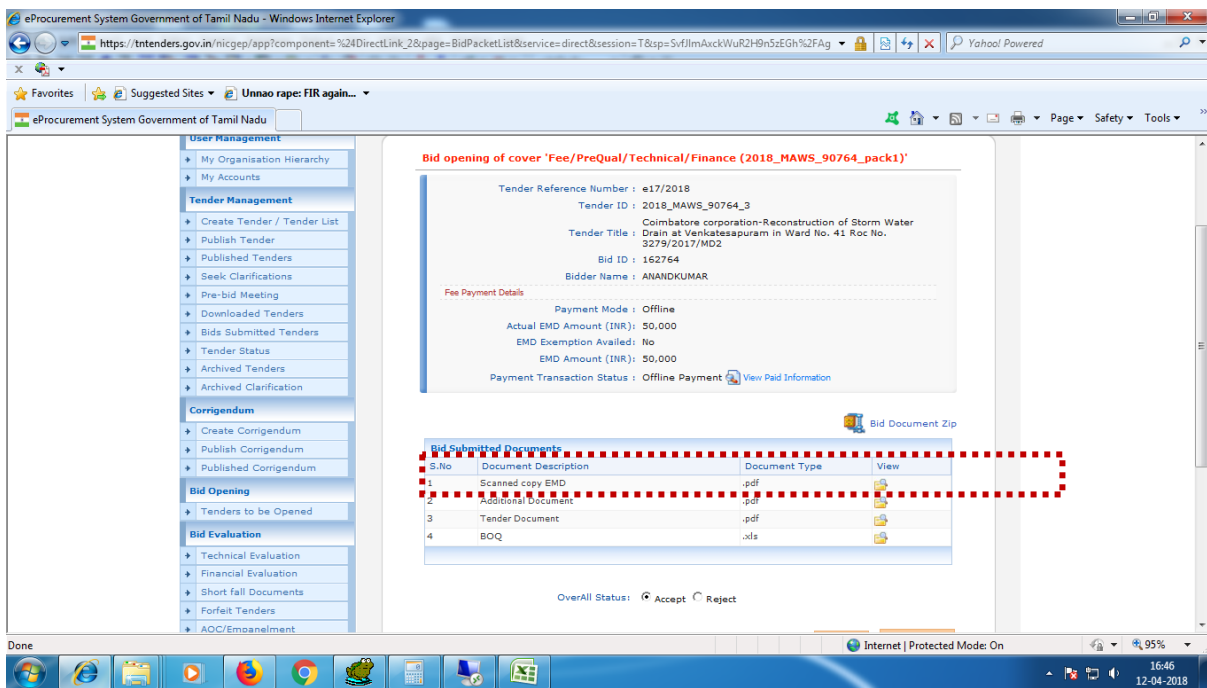 eProcurement System Government of Tamil Nadu - Windows Internet Explorer
https://tntenders.gov.in/nicgep/app?component=%24DirectLink_2&page=BidPacketList&service=direct&session=T&sp=SvfJImAxckWuR2H9n5zEGh%2FAg
Yahoo! Powered
x
Favorites Suggested Sites Unnao rape: FIR again...
eProcurement System Government of Tamil Nadu
Page Safety Tools »
User Management
My Organisation Hierarchy
My Accounts
Tender Management
Create Tender / Tender List
Publish Tender
Published Tenders
Seek Clarifications
Pre-bid Meeting
Downloaded Tenders
Bids Submitted Tenders
Tender Status
Archived Tenders
Archived Clarification
Corrigendum
Create Corrigendum
Publish Corrigendum
Published Corrigendum
Bid Opening
Tenders to be Opened
Bid Evaluation
Technical Evaluation
Financial Evaluation
Short fall Documents
Forfeit Tenders
AOC/Empanelment
Bid opening of cover 'Fee/PreQual/Technical/Finance (2018_MAWS_90764_pack1)'
Tender Reference Number : e17/2018
Tender ID : 2018_MAWS_90764_3
Coimbatore corporation-Reconstruction of Storm Water
Tender Title : Drain at Venkatesapuram in Ward No. 41 Roc No.
3279/2017/MD2
Bid ID : 162764
Bidder Name : ANANDKUMAR
Fee Payment Details
Payment Mode : Offline
Actual EMD Amount (INR): 50,000
EMD Exemption Availed: No
EMD Amount (INR): 50,000
Payment Transaction Status : Offline Payment View Paid Information
Bid Document Zip
Bid Submitted Documents
S.No Document Description Document Type View
1 Scanned copy EMD .pdf
2 Additional Document .pdf
3 Tender Document .pdf
4 BOQ .xls
OverAll Status: Accept Reject
Done Internet | Protected Mode: On 95%
16:46
12-04-2018